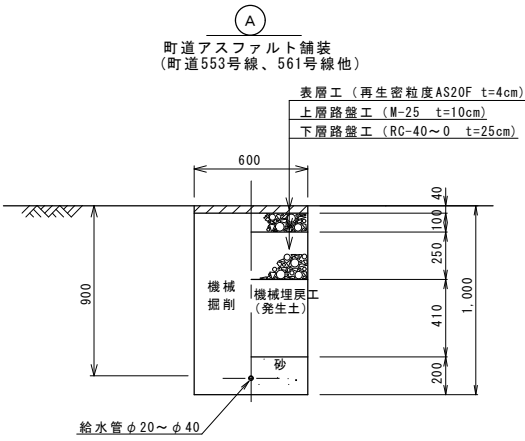 A
町道アスファルト舗装
(町道553号線、561号線他)
表層工 (再生密粒度AS20F t=4cm)
上層路盤工 (M-25 t=10cm)
下層路盤工 (RC-40～0 t=25cm)
600
40
100
250
410
200
1,000
900
機械
掘削
機械埋戻工
(発生土)
砂
給水管φ20～φ40